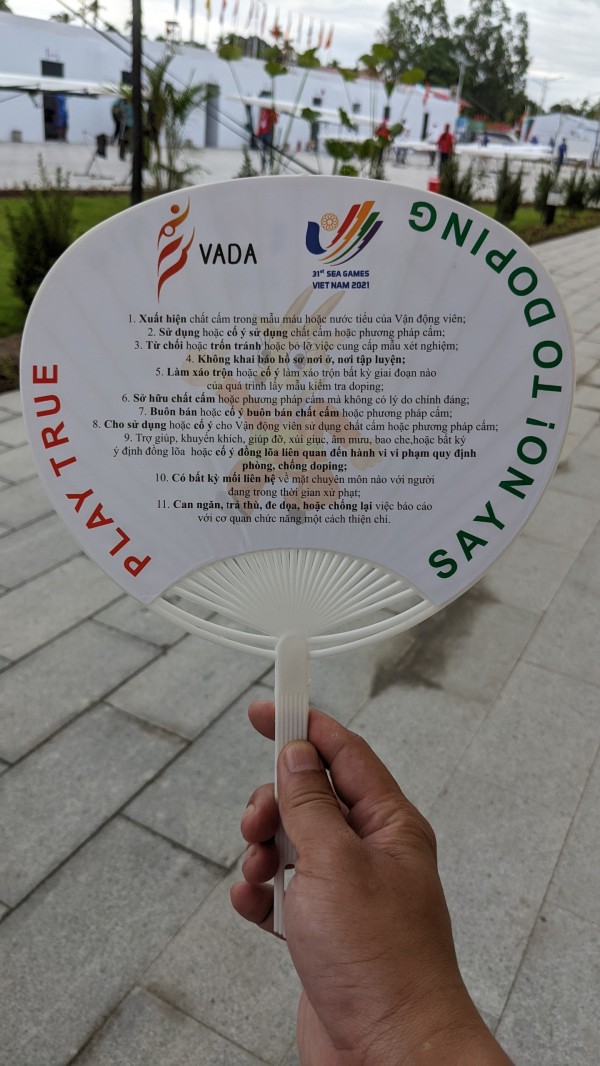 VADA
31st SEA GAMES
VIET NAM 2021
PLAY TRUE
SAY NO! TO DOPING
1. Xuất hiện chất cấm trong mẫu máu hoặc nước tiểu của Vận động viên;
2. Sử dụng hoặc cố ý sử dụng chất cấm hoặc phương pháp cấm;
3. Từ chối hoặc trốn tránh hoặc bỏ lỡ việc cung cấp mẫu xét nghiệm;
4. Không khai báo hồ sơ nơi ở, nơi tập luyện;
5. Làm xáo trộn hoặc cố ý làm xáo trộn bất kỳ giai đoạn nào
của quá trình lấy mẫu kiểm tra doping;
6. Sở hữu chất cấm hoặc phương pháp cấm mà không có lý do chính đáng;
7. Buôn bán hoặc cố ý buôn bán chất cấm hoặc phương pháp cấm;
8. Cho sử dụng hoặc cố ý cho Vận động viên sử dụng chất cấm hoặc phương pháp cấm;
9. Trợ giúp, khuyến khích, giúp đỡ, xúi giục, âm mưu, bao che,hoặc bất kỳ
ý định đồng lõa hoặc cố ý đồng lõa liên quan đến hành vi vi phạm quy định
phòng, chống doping;
10. Có bất kỳ mối liên hệ về mặt chuyên môn nào với người
đang trong thời gian xử phạt;
11. Can ngăn, trả thù, đe dọa, hoặc chống lại việc báo cáo
với cơ quan chức năng một cách thiện chí.